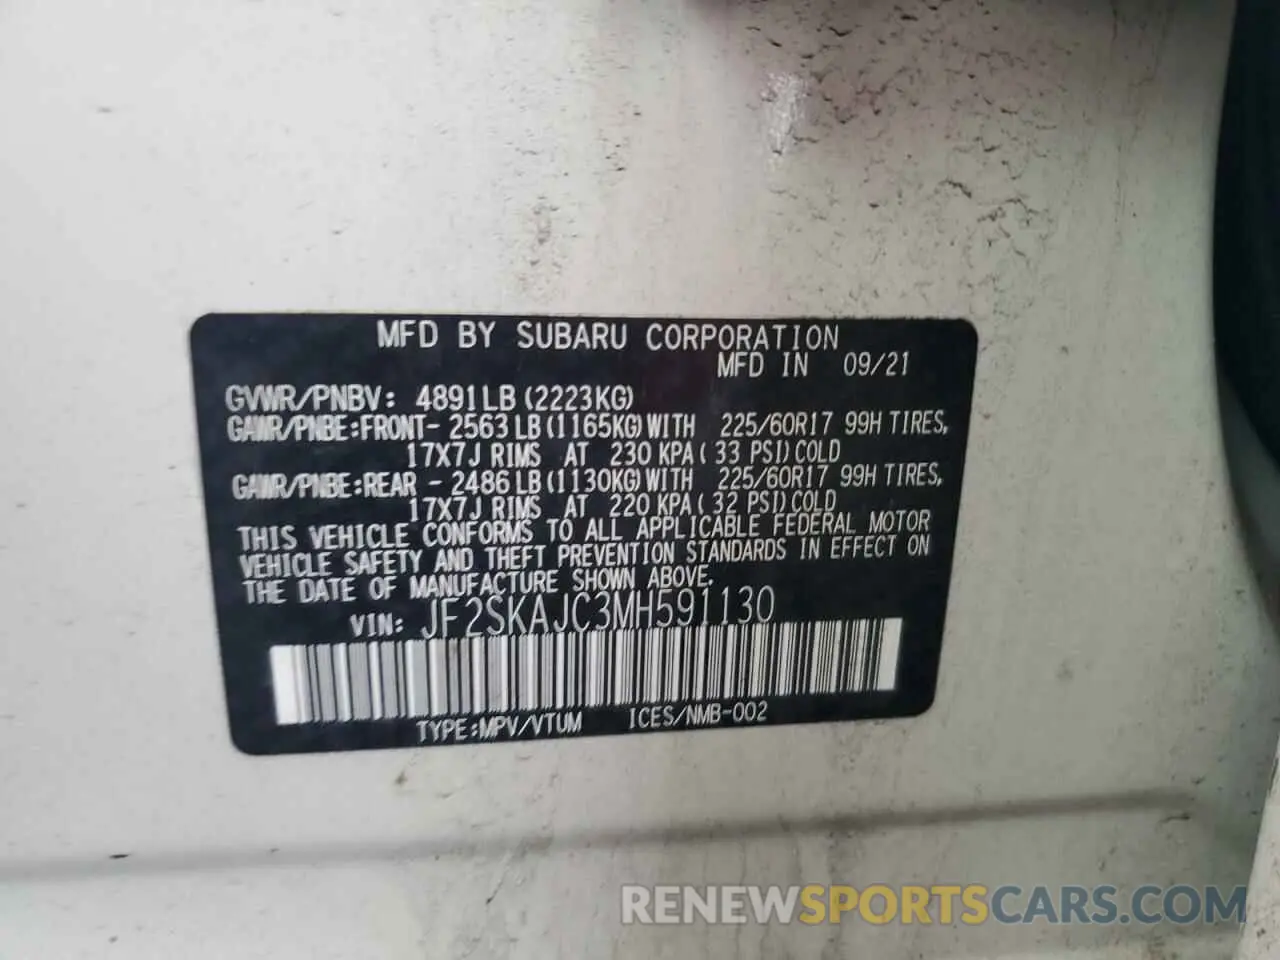 MFD BY SUBARU CORPORATION
MFD IN 09/21
GVWR/PNBV: 4891LB (2223KG)
GAWR/PNBE:FRONT- 2563 LB (1165KG) WITH 225/60R17 99H TIRES,
17X7J RIMS AT 230 KPA ( 33 PSI) COLD
GAWR/PNBE:REAR - 2486 LB (1130KG) WITH 225/60R17 99H TIRES,
17X7J RIMS AT 220 KPA ( 32 PSI) COLD
THIS VEHICLE CONFORMS TO ALL APPLICABLE FEDERAL MOTOR
VEHICLE SAFETY AND THEFT PREVENTION STANDARDS IN EFFECT ON
THE DATE OF MANUFACTURE SHOWN ABOVE.
VIN: JF2SKAJC3MH591130
TYPE:MPV/VTUM ICES/NMB-002
RENEWSPORTSCARS.COM